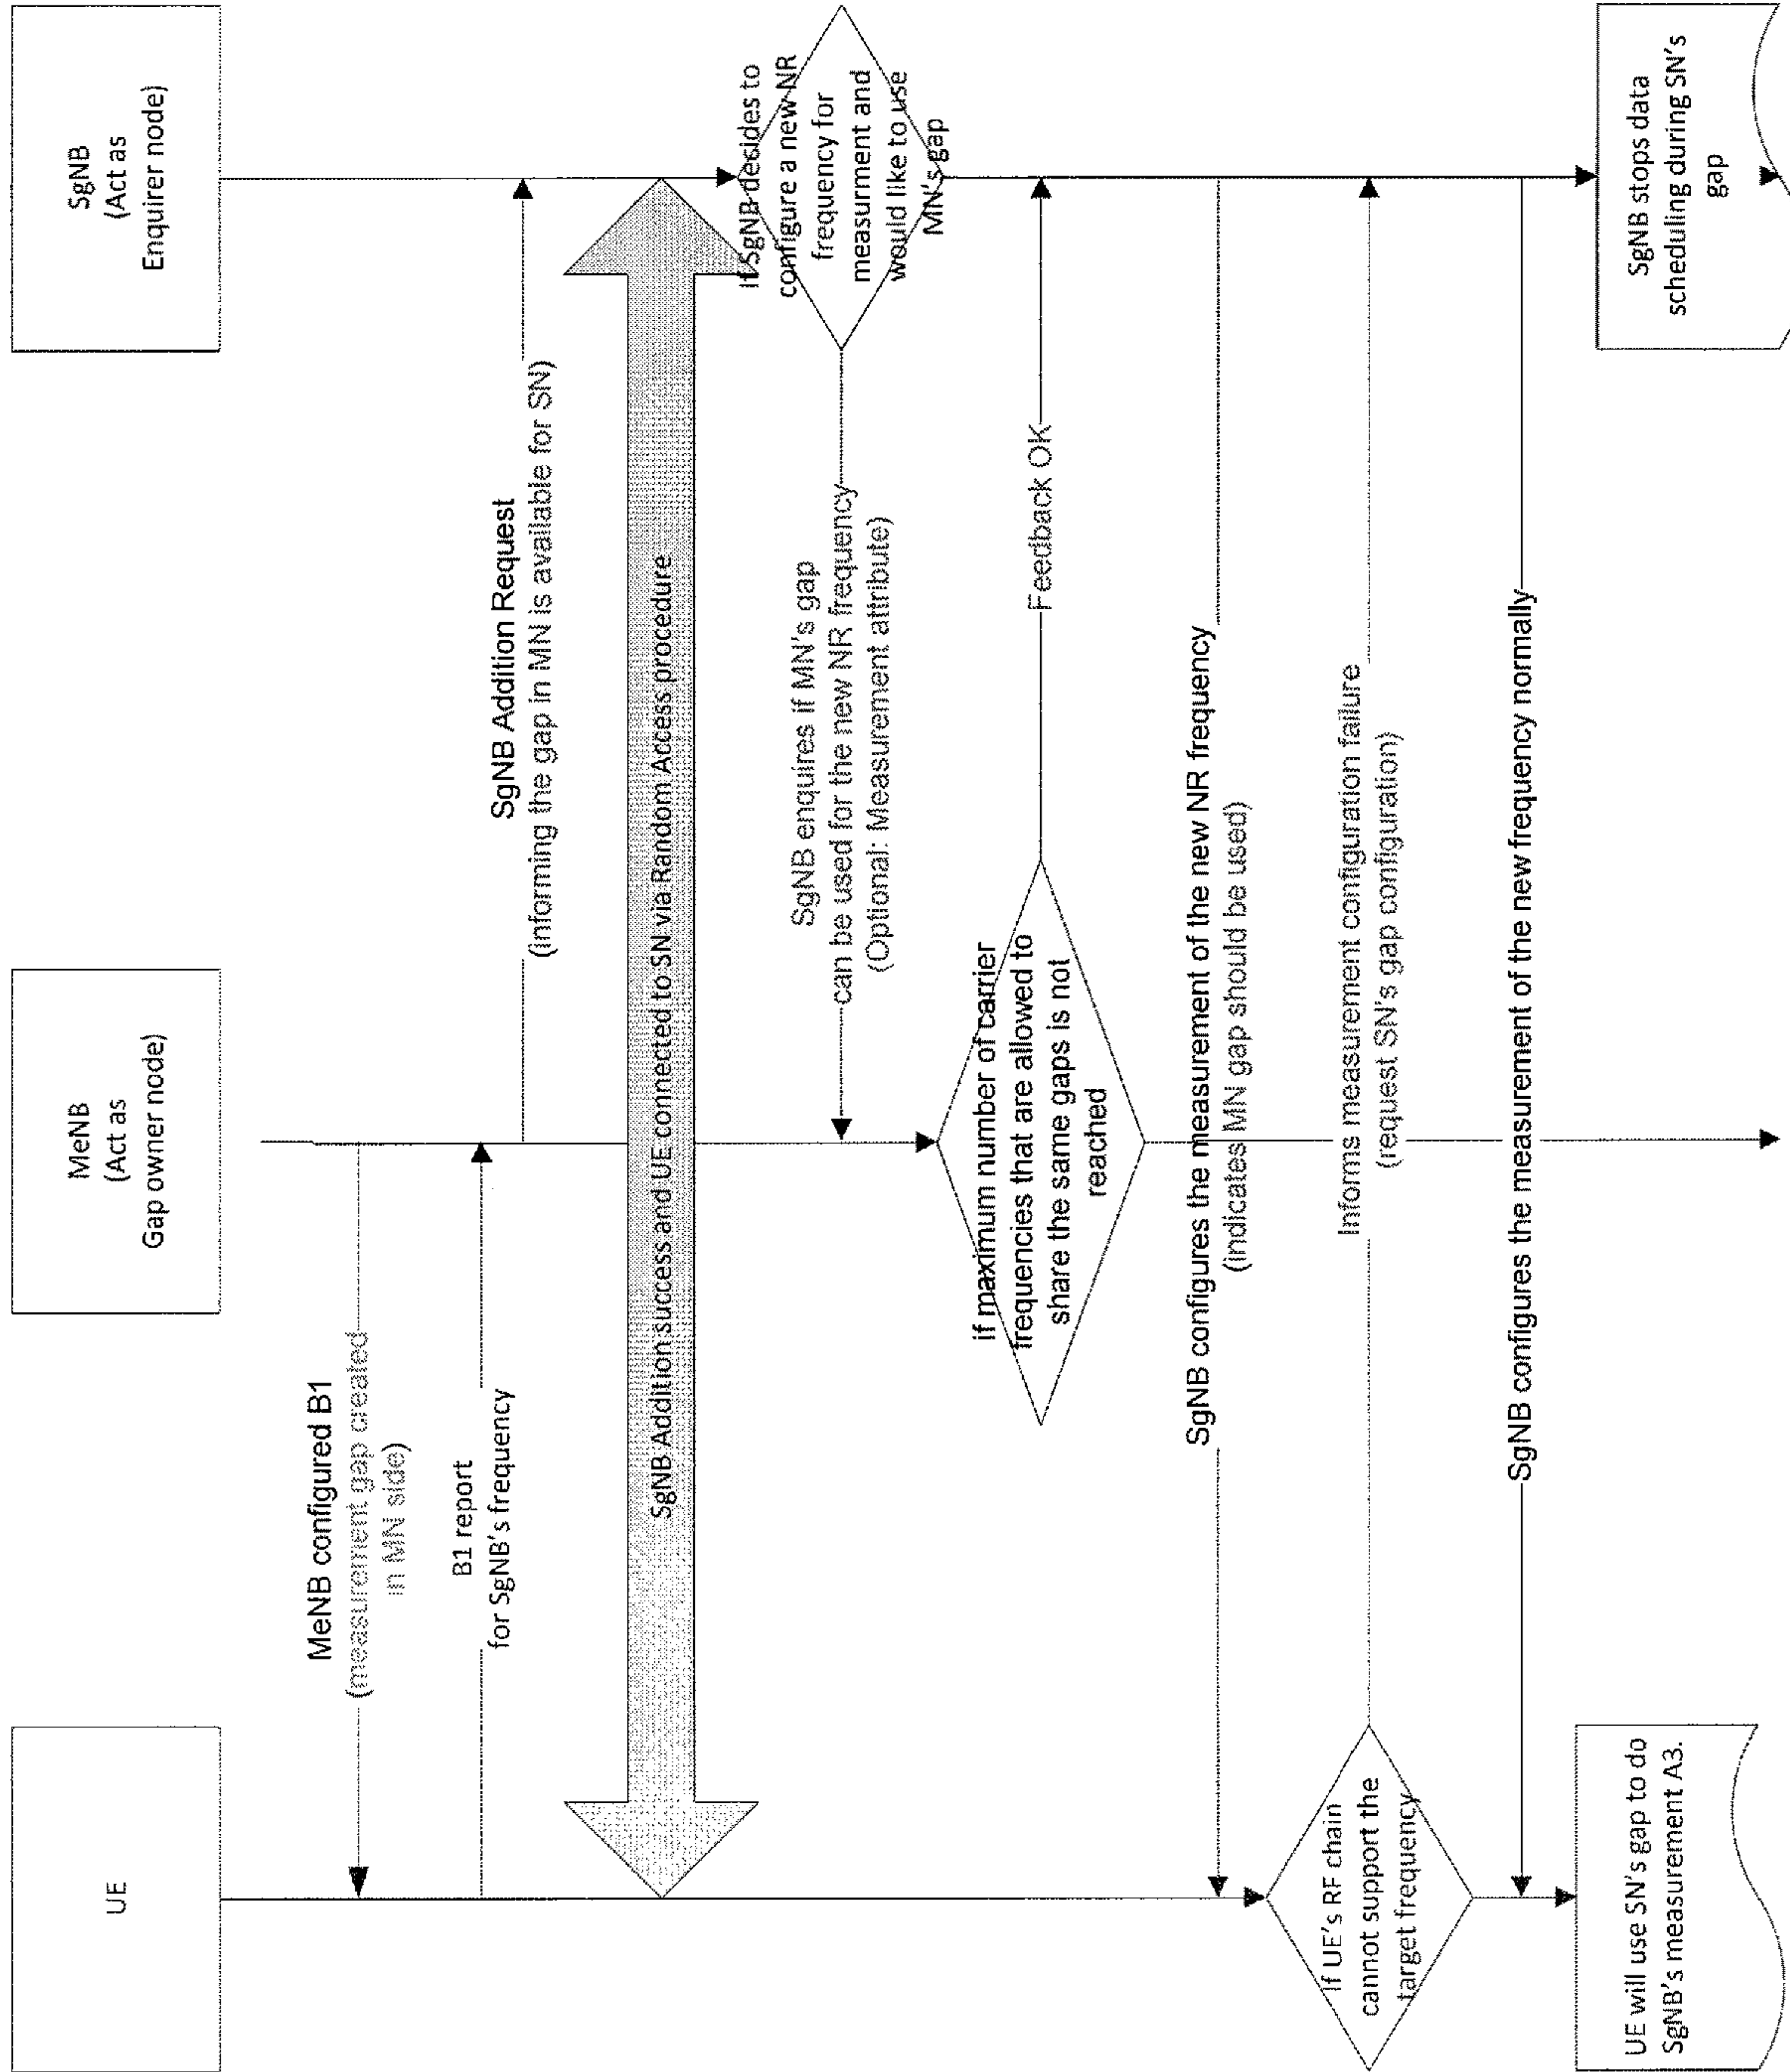 UE
MeNB
(Act as
Gap owner node)
SgNB
(Act as
Enquirer node)
MeNB configured B1
(measurement gap created
in MN side)
B1 report
for SgNB's frequency
SgNB Addition Request
(informing the gap in MN is available for SN)
SgNB Addition success and UE connected to SN via Random Access procedure
If SgNB decides to
configure a new NR
frequency for
measurment and
would like to use
MN's gap
SgNB enquires if MN's gap
can be used for the new NR frequency
(Optional: Measurement attribute)
if maximum number of carrier
frequencies that are allowed to
share the same gaps is not
reached
Feedback OK
SgNB configures the measurement of the new NR frequency
(indicates MN gap should be used)
If UE's RF chain
cannot support the
target frequency
Informs measurement configuration failure
(request SN's gap configuration)
SgNB configures the measurement of the new frequency normally
UE will use SN's gap to do
SgNB's measurement A3.
SgNB stops data
scheduling during SN's
gap